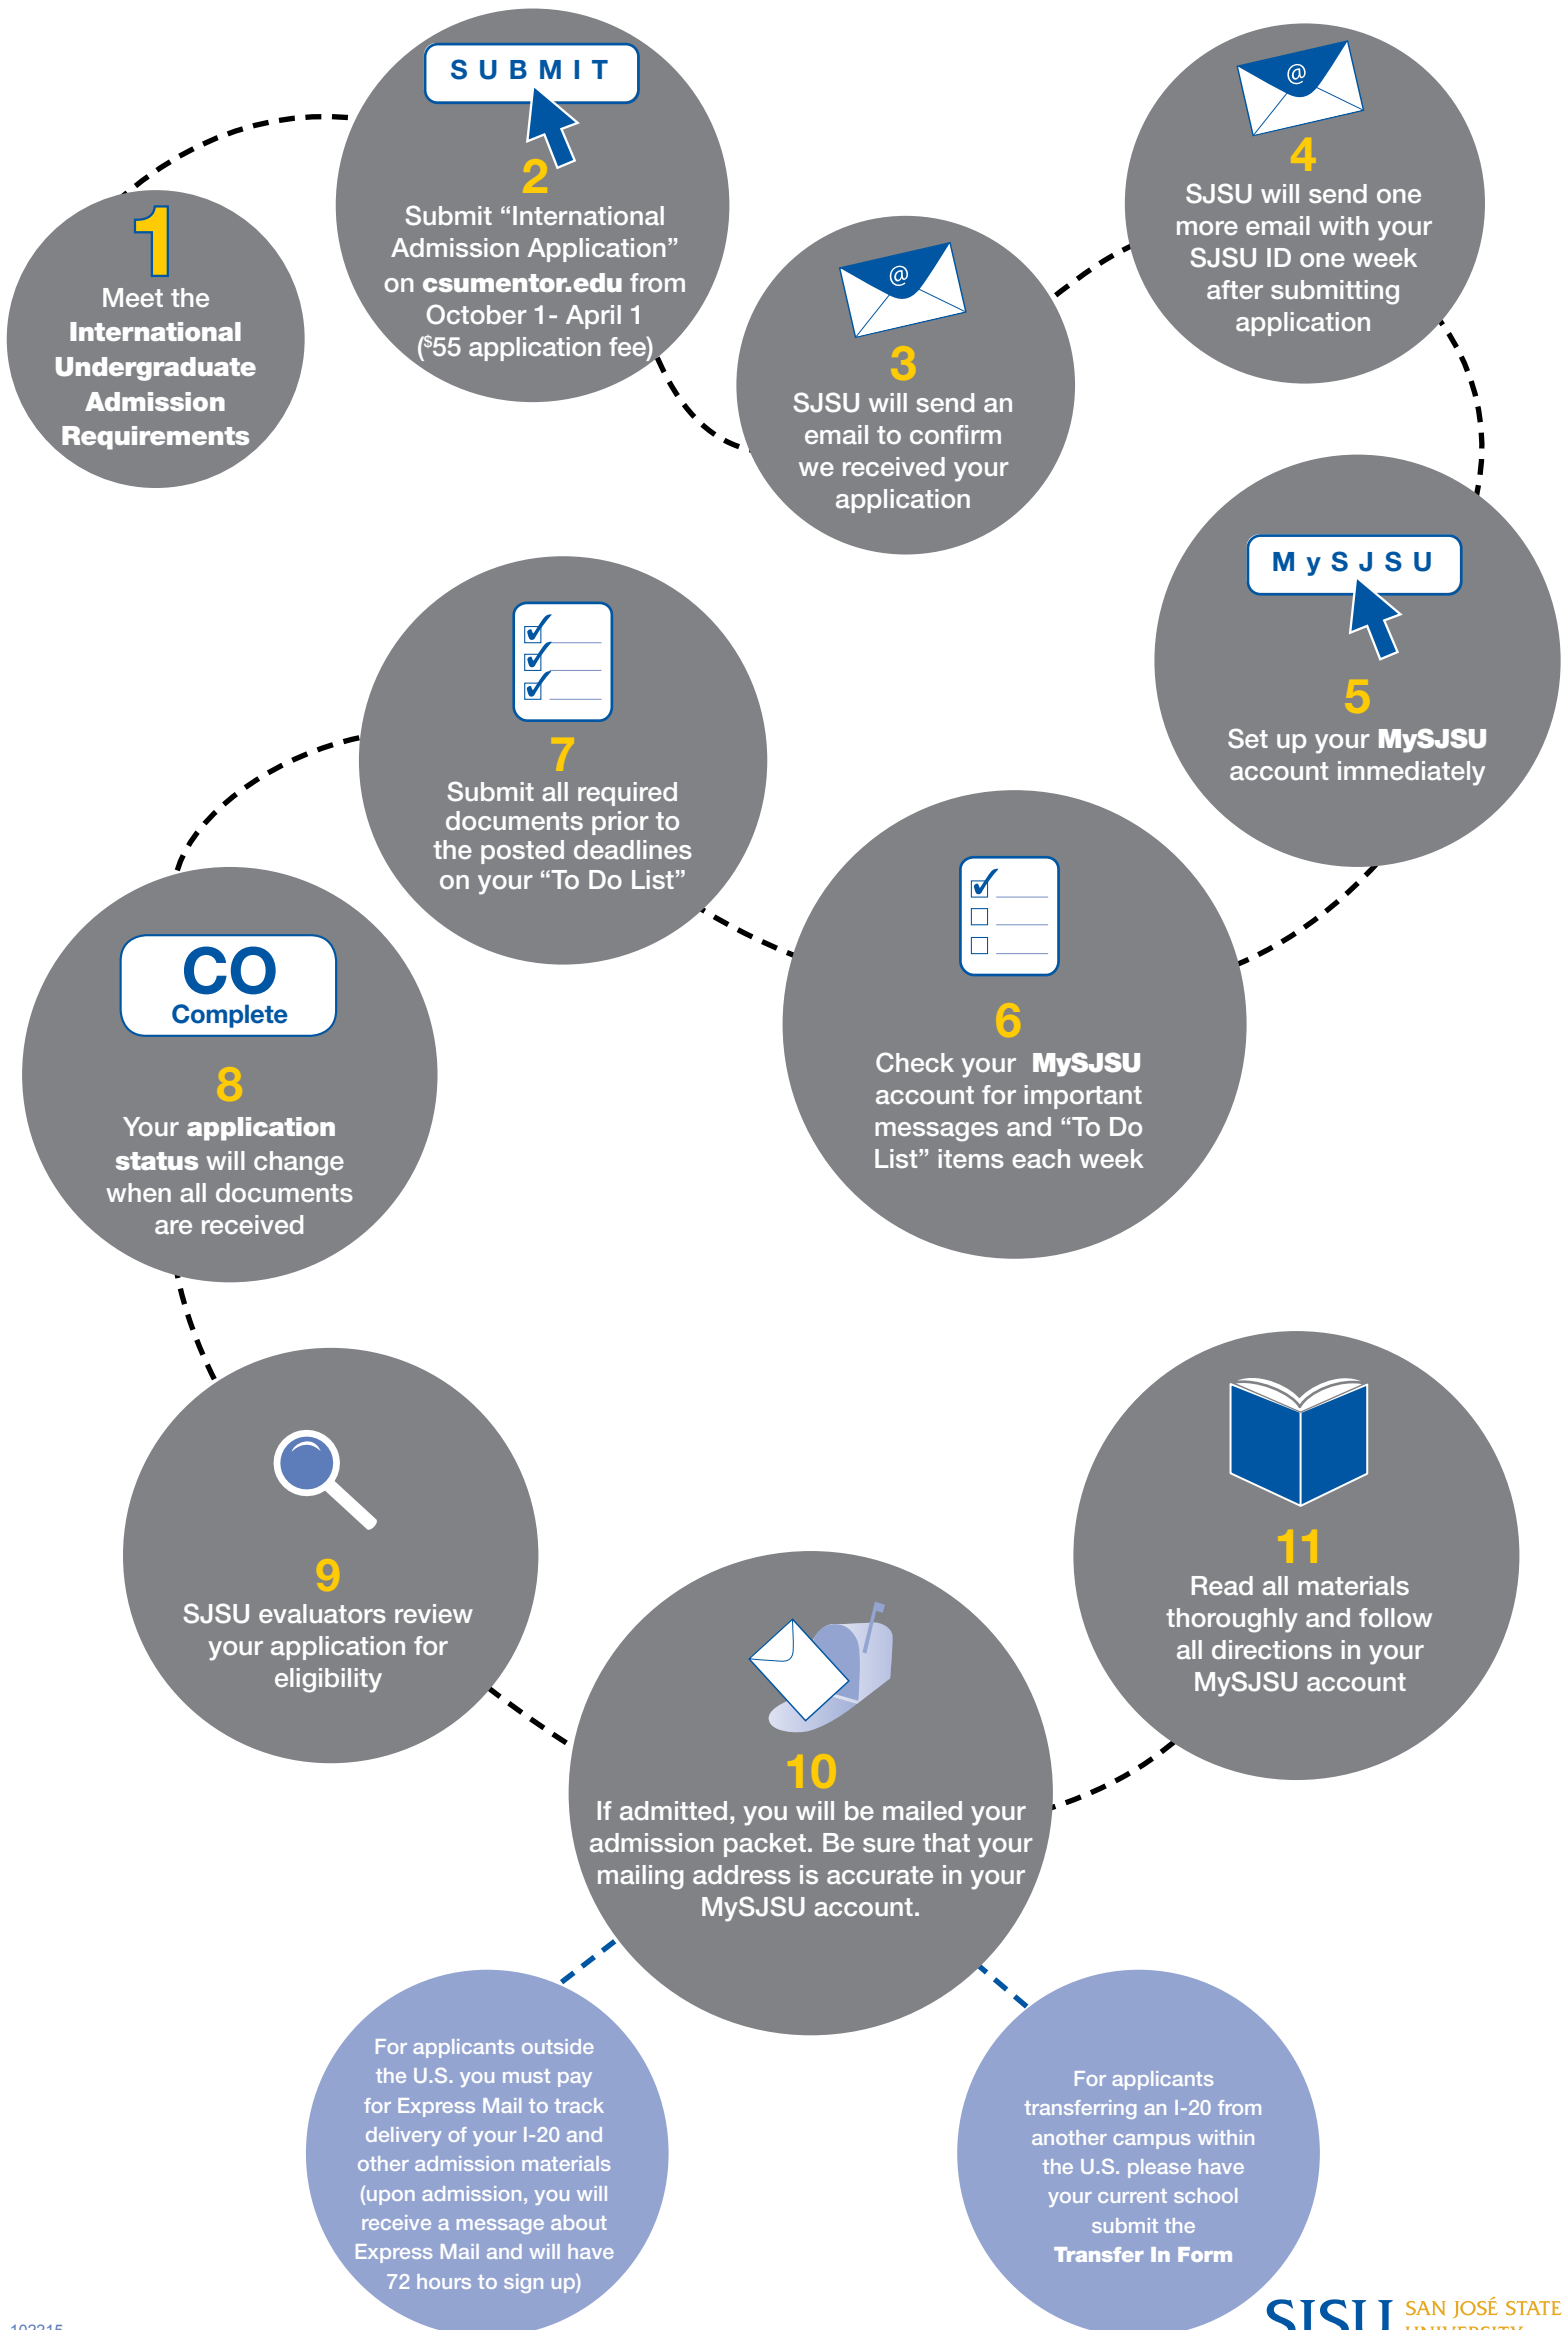 1
Meet the
International
Undergraduate
Admission
Requirements
SUBMIT
2
Submit “International
Admission Application”
on csumentor.edu from
October 1- April 1
($55 application fee)
@
3
SJSU will send an
email to confirm
we received your
application
@
4
SJSU will send one
more email with your
SJSU ID one week
after submitting
application
MySJSU
5
Set up your MySJSU
account immediately
6
Check your MySJSU
account for important
messages and “To Do
List” items each week
7
Submit all required
documents prior to
the posted deadlines
on your “To Do List”
CO
Complete
8
Your application
status will change
when all documents
are received
9
SJSU evaluators review
your application for
eligibility
10
If admitted, you will be mailed your
admission packet. Be sure that your
mailing address is accurate in your
MySJSU account.
11
Read all materials
thoroughly and follow
all directions in your
MySJSU account
For applicants outside
the U.S. you must pay
for Express Mail to track
delivery of your I-20 and
other admission materials
(upon admission, you will
receive a message about
Express Mail and will have
72 hours to sign up)
For applicants
transferring an I-20 from
another campus within
the U.S. please have
your current school
submit the
Transfer In Form
SJSU
SAN JOSÉ STATE
UNIVERSITY